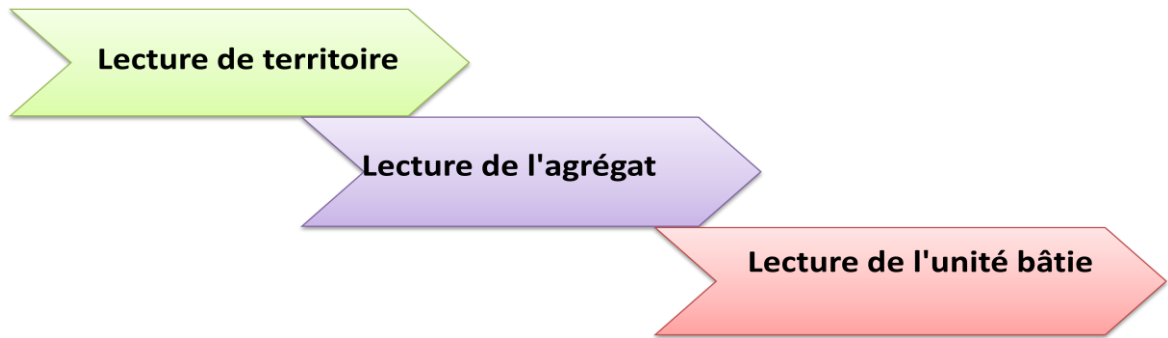 Lecture de territoire
Lecture de l'agrégat
Lecture de l'unité bâtie